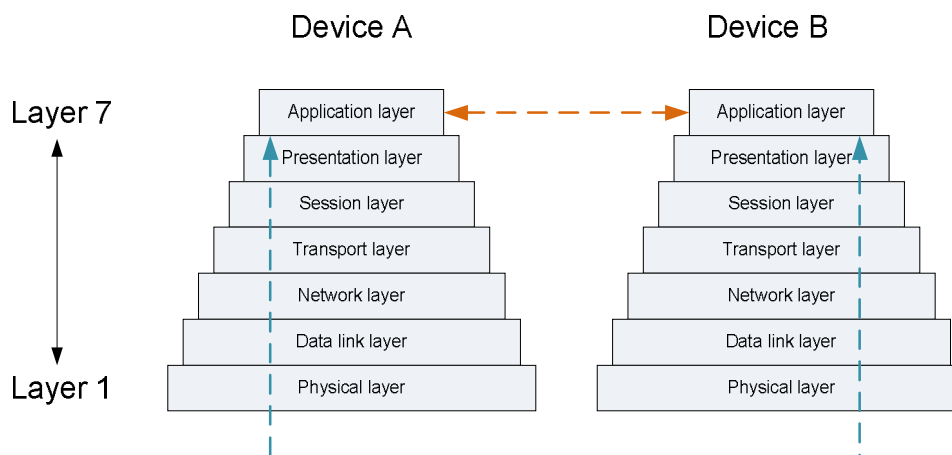 Device A
Device B
Layer 7
Application layer
Application layer
Presentation layer
Presentation layer
Session layer
Session layer
Transport layer
Transport layer
Network layer
Network layer
Data link layer
Data link layer
Layer 1
Physical layer
Physical layer